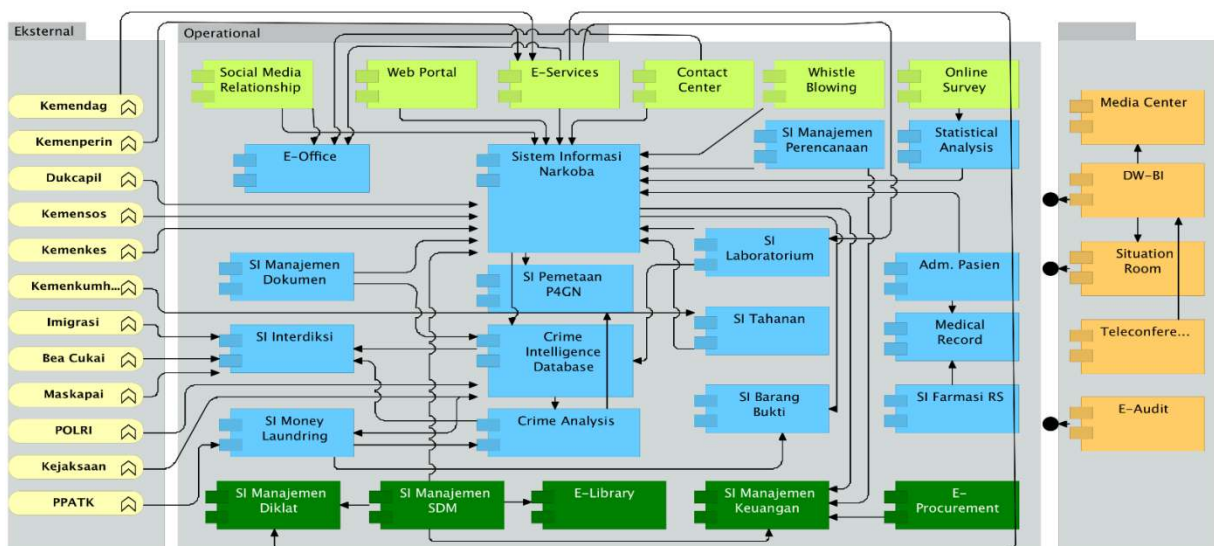 Eksternal
Operational
Kemendag
Kemenperin
Dukcapil
Kemensos
Kemenkes
Kemenkumh...
Imigrasi
Bea Cukai
Maskapai
POLRI
Kejaksaan
PPATK
Social Media
Relationship
Web Portal
E-Services
Contact
Center
Whistle
Blowing
Online
Survey
E-Office
Sistem Informasi
Narkoba
SI Manajemen
Perencanaan
Statistical
Analysis
SI Manajemen
Dokumen
SI Pemetaan
P4GN
SI
Laboratorium
Adm. Pasien
SI Interdiksi
Crime
Intelligence
Database
SI Tahanan
Medical
Record
SI Money
Laundring
Crime Analysis
SI Barang
Bukti
SI Farmasi RS
SI Manajemen
Diklat
SI Manajemen
SDM
E-Library
SI Manajemen
Keuangan
E-
Procurement
Media Center
DW-BI
Situation
Room
Teleconfere...
E-Audit